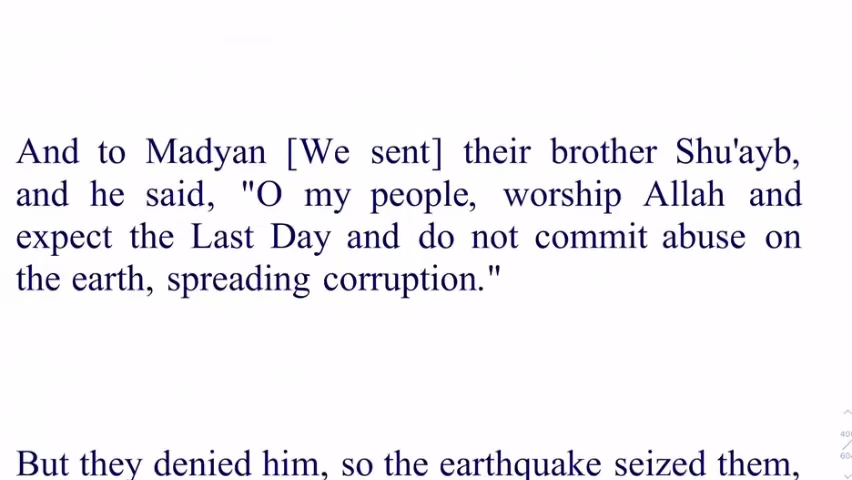 And to Madyan [We sent] their brother Shu'ayb,
and he said, "O my people, worship Allah and
expect the Last Day and do not commit abuse on
the earth, spreading corruption."
But they denied him, so the earthquake seized them,